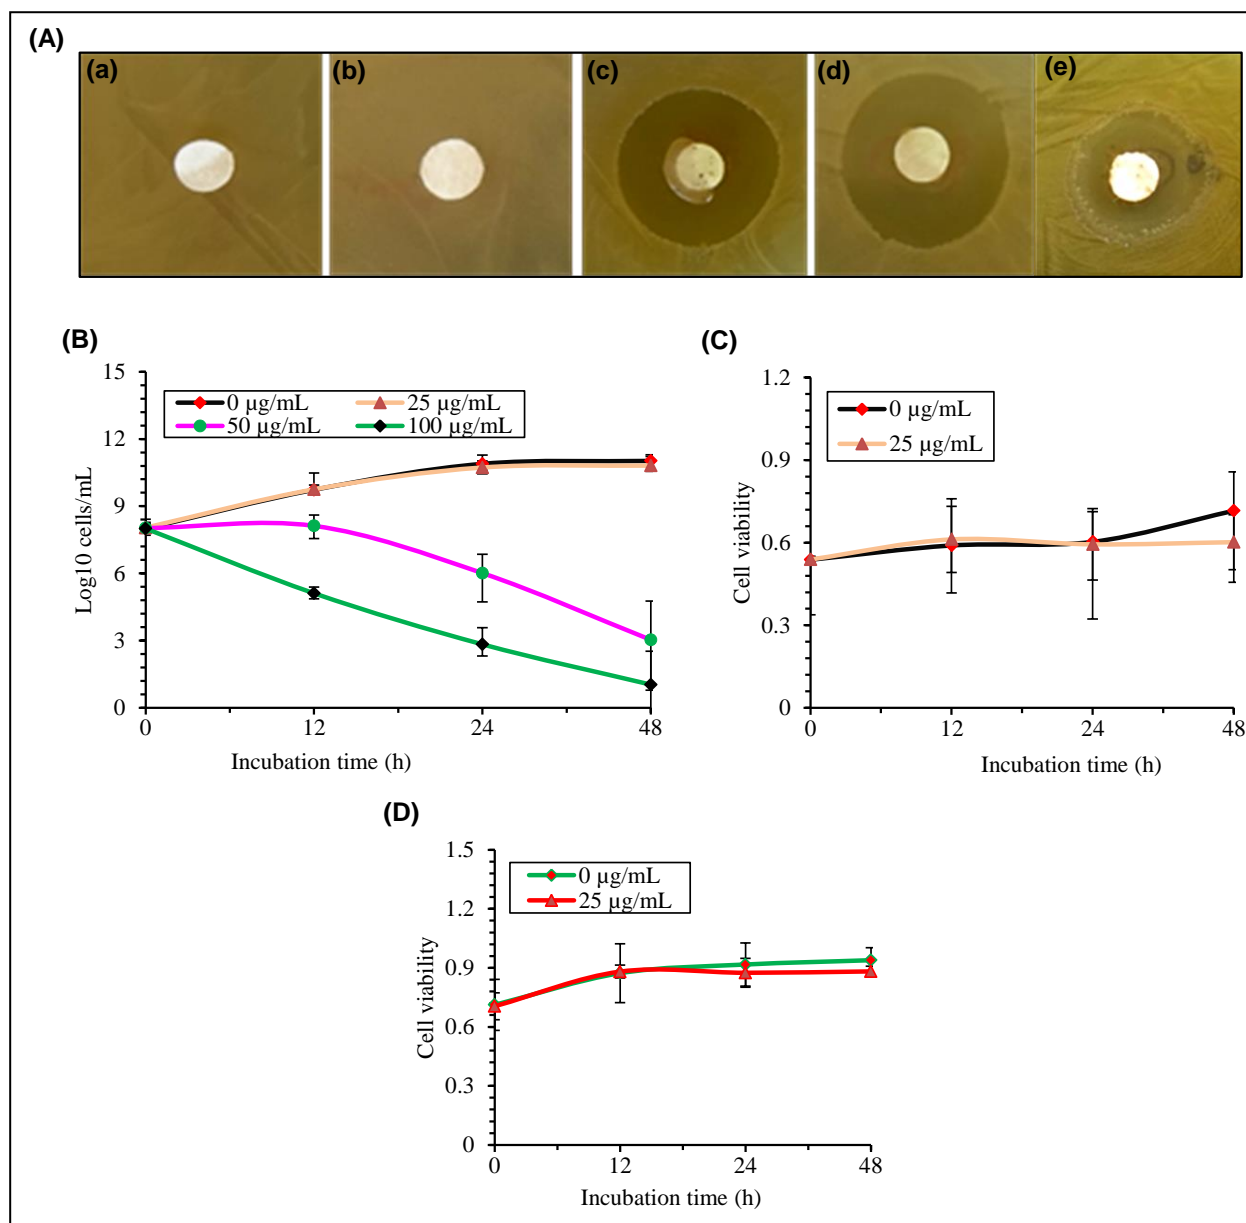 (A)
(a) (b) (c) (d) (e)
(B)
15
12
9
6
3
0
Log10 cells/mL
0 µg/mL 25 µg/mL
50 µg/mL 100 µg/mL
0 12 24 48
Incubation time (h)
(C)
1.2
0.9
0.6
0.3
0
Cell viability
0 µg/mL
25 µg/mL
0 12 24 48
Incubation time (h)
(D)
1.5
1.2
0.9
0.6
0.3
0
Cell viability
0 µg/mL
25 µg/mL
0 12 24 48
Incubation time (h)